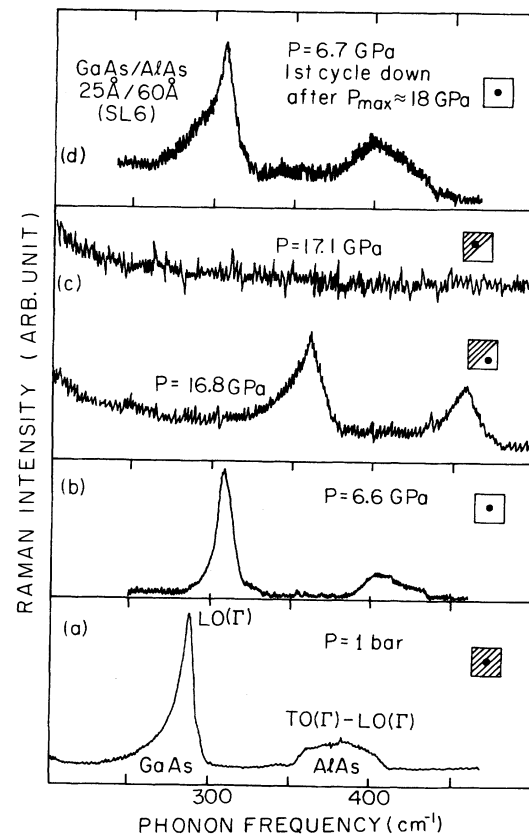 GaAs/AlAs
25Å/60Å
(SL6)
P=6.7 GPa
1st cycle down
after Pmax≈18 GPa
(d)
P=17.1 GPa
(c)
P=16.8 GPa
(b)
P=6.6 GPa
(a)
LO(Γ)
P=1 bar
TO(Γ)-LO(Γ)
GaAs
AlAs
300
400
PHONON FREQUENCY (cm⁻¹)
RAMAN INTENSITY (ARB. UNIT)